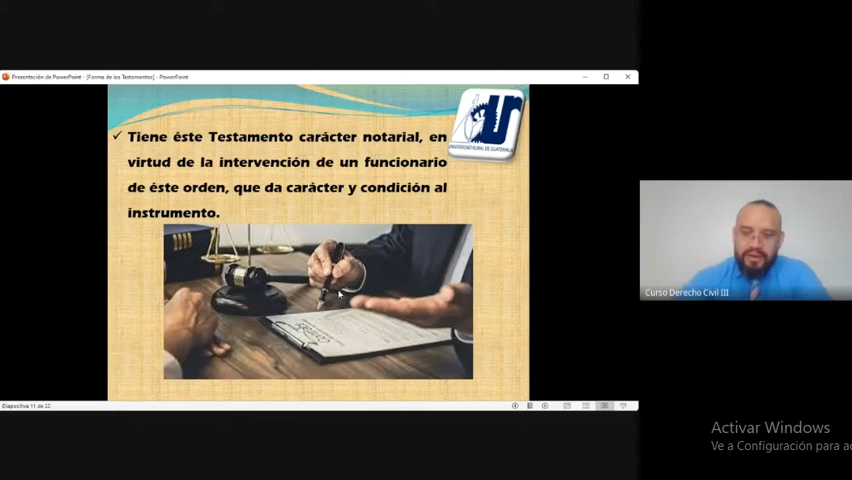 Presentación de PowerPoint - [Forma de los Testamentos] - PowerPoint
✓ Tiene éste Testamento carácter notarial, en
virtud de la intervención de un funcionario
de éste orden, que da carácter y condición al
instrumento.
UNIVERSIDAD RURAL DE GUATEMALA
Curso Derecho Civil III
Diapositiva 11 de 22
Activar Windows
Ve a Configuración para ac